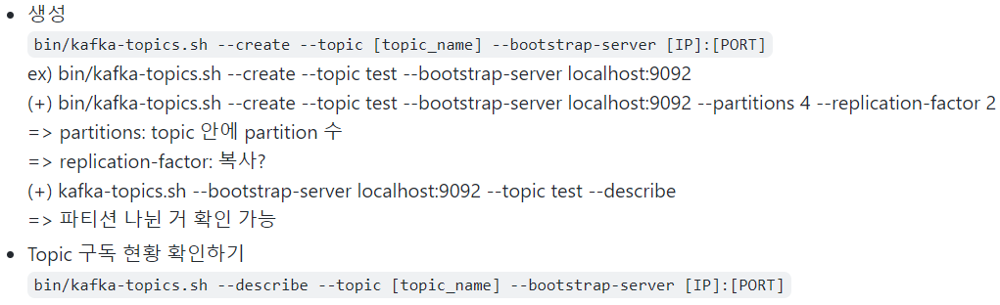 생성
bin/kafka-topics.sh --create --topic [topic_name] --bootstrap-server [IP]:[PORT]
ex) bin/kafka-topics.sh --create --topic test --bootstrap-server localhost:9092
(+) bin/kafka-topics.sh --create --topic test --bootstrap-server localhost:9092 --partitions 4 --replication-factor 2
=> partitions: topic 안에 partition 수
=> replication-factor: 복사?
(+) kafka-topics.sh --bootstrap-server localhost:9092 --topic test --describe
=> 파티션 나뉜 거 확인 가능
Topic 구독 현황 확인하기
bin/kafka-topics.sh --describe --topic [topic_name] --bootstrap-server [IP]:[PORT]